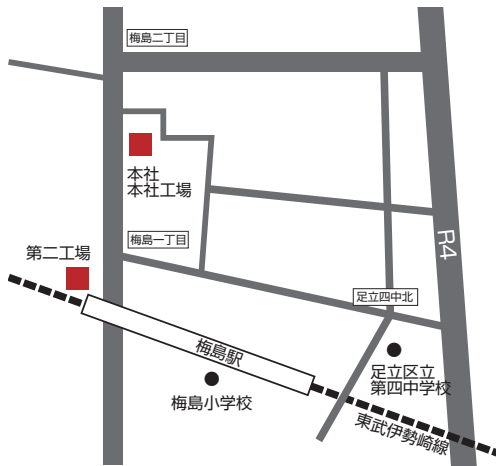 梅島二丁目
本社
本社工場
梅島一丁目
R4
第二工場
足立四中北
梅島駅
足立区立
第四中学校
梅島小学校
東武伊勢崎線